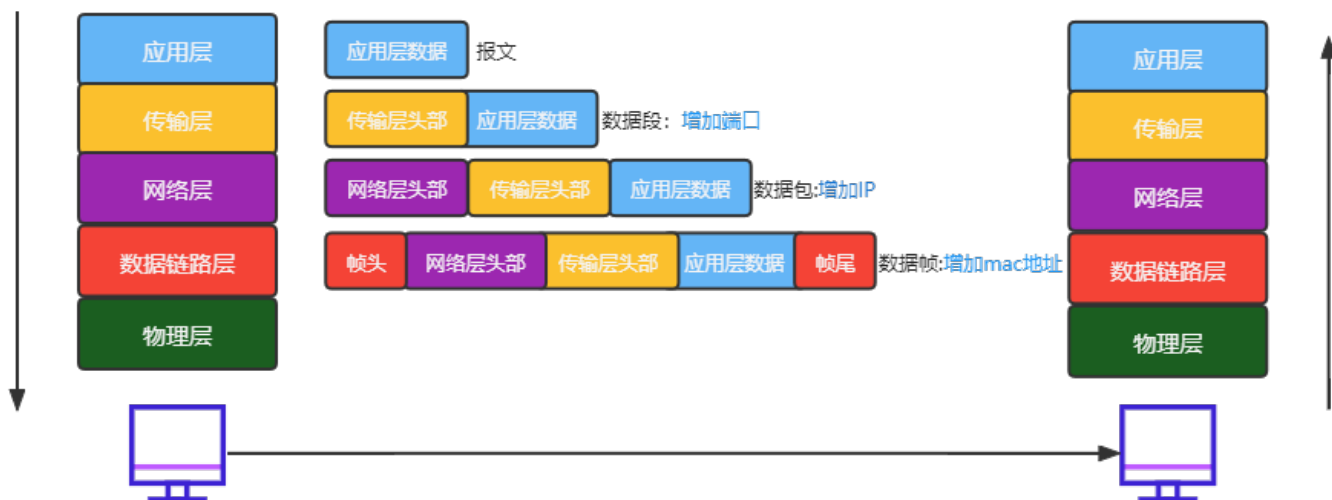 应用层
应用层数据 报文
应用层
传输层
传输层头部 应用层数据 数据段：增加端口
传输层
网络层
网络层头部 传输层头部 应用层数据 数据包:增加IP
网络层
数据链路层
帧头 网络层头部 传输层头部 应用层数据 帧尾 数据帧:增加mac地址
数据链路层
物理层
物理层